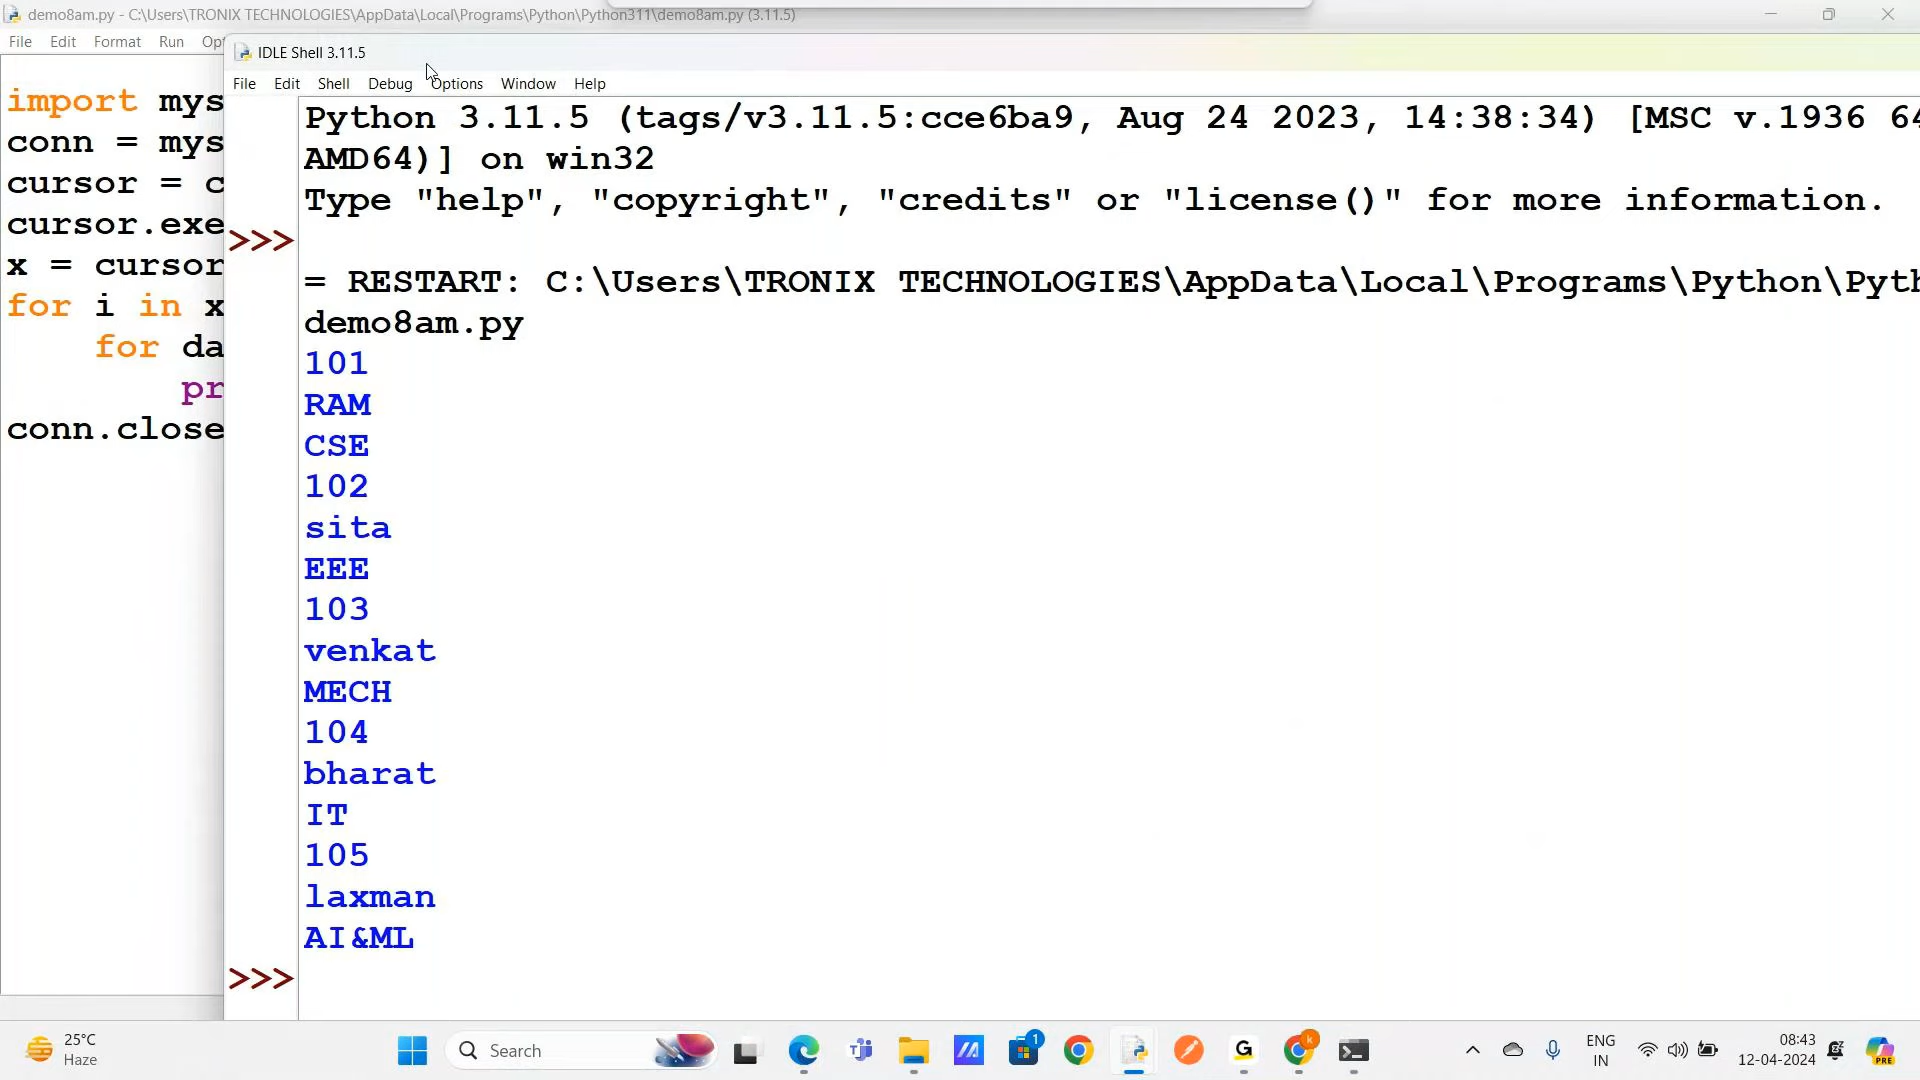 demo8am.py - C:\Users\TRONIX TECHNOLOGIES\AppData\Local\Programs\Python\Python311\demo8am.py (3.11.5)
File Edit Format Run Opt
import mys
conn = mys
cursor = c
cursor.exe
x = cursor
for i in x
for da
pr
conn.close
IDLE Shell 3.11.5
File Edit Shell Debug Options Window Help
Python 3.11.5 (tags/v3.11.5:cce6ba9, Aug 24 2023, 14:38:34) [MSC v.1936 64
AMD64)] on win32
Type "help", "copyright", "credits" or "license()" for more information.
>>>
= RESTART: C:\Users\TRONIX TECHNOLOGIES\AppData\Local\Programs\Python\Pyth
demo8am.py
101
RAM
CSE
102
sita
EEE
103
venkat
MECH
104
bharat
IT
105
laxman
AI&ML
>>>
25°C
Haze
Search
1
k
ENG
IN
08:43
12-04-2024
PRE